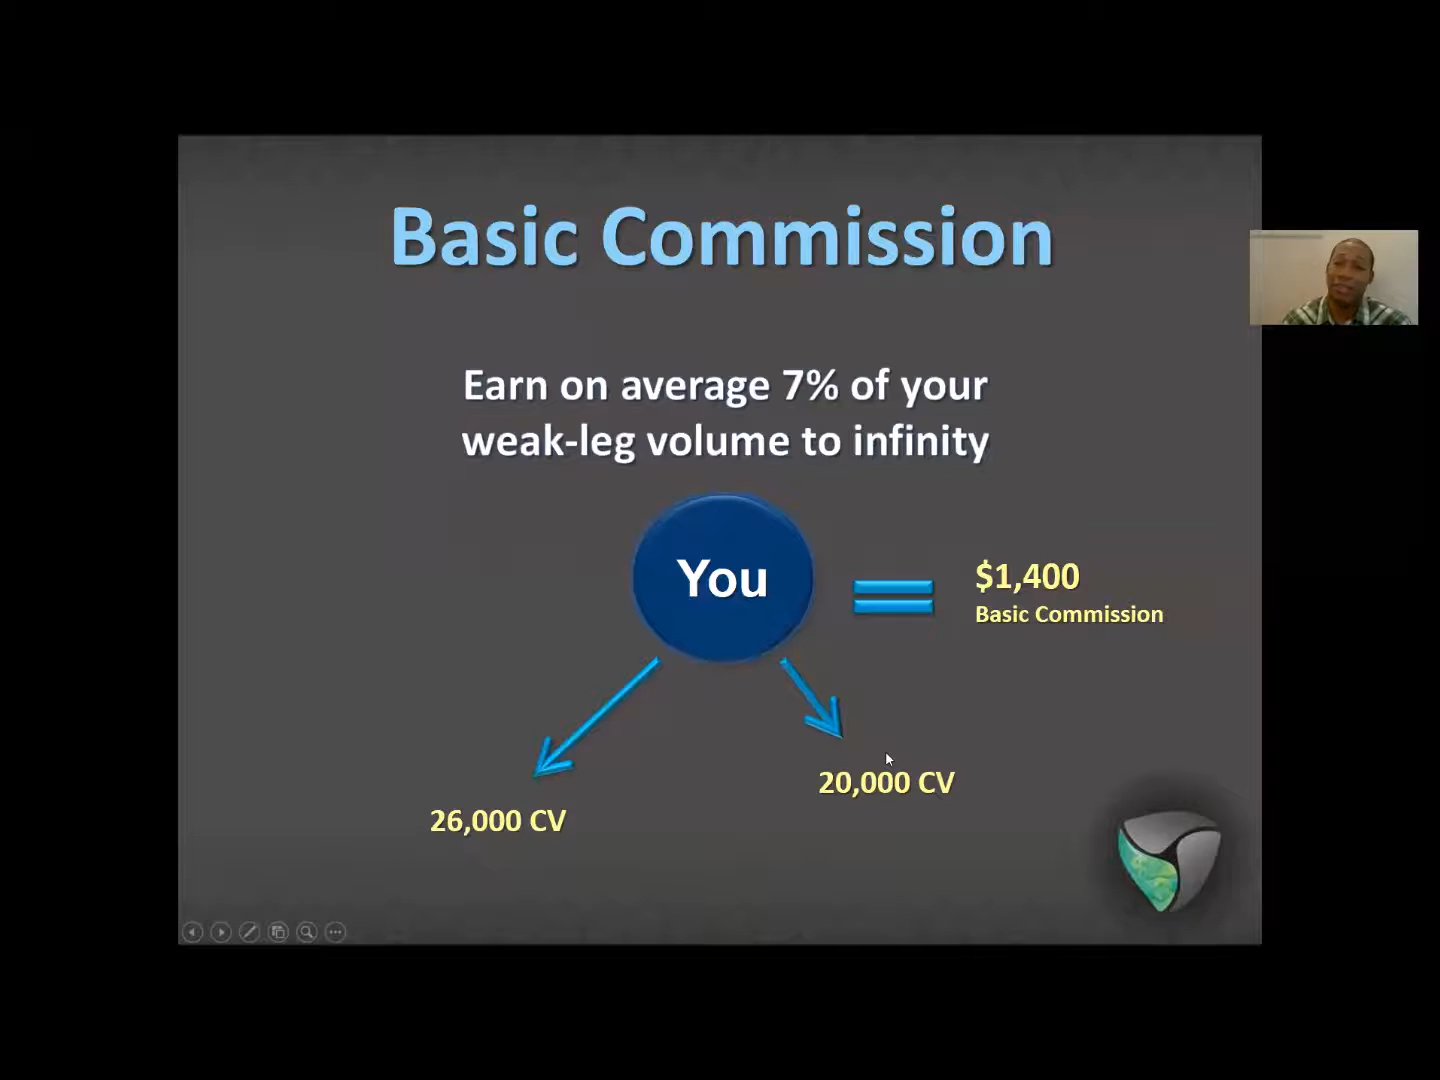 Basic Commission
Earn on average 7% of your
weak-leg volume to infinity
You
$1,400
Basic Commission
20,000 CV
26,000 CV